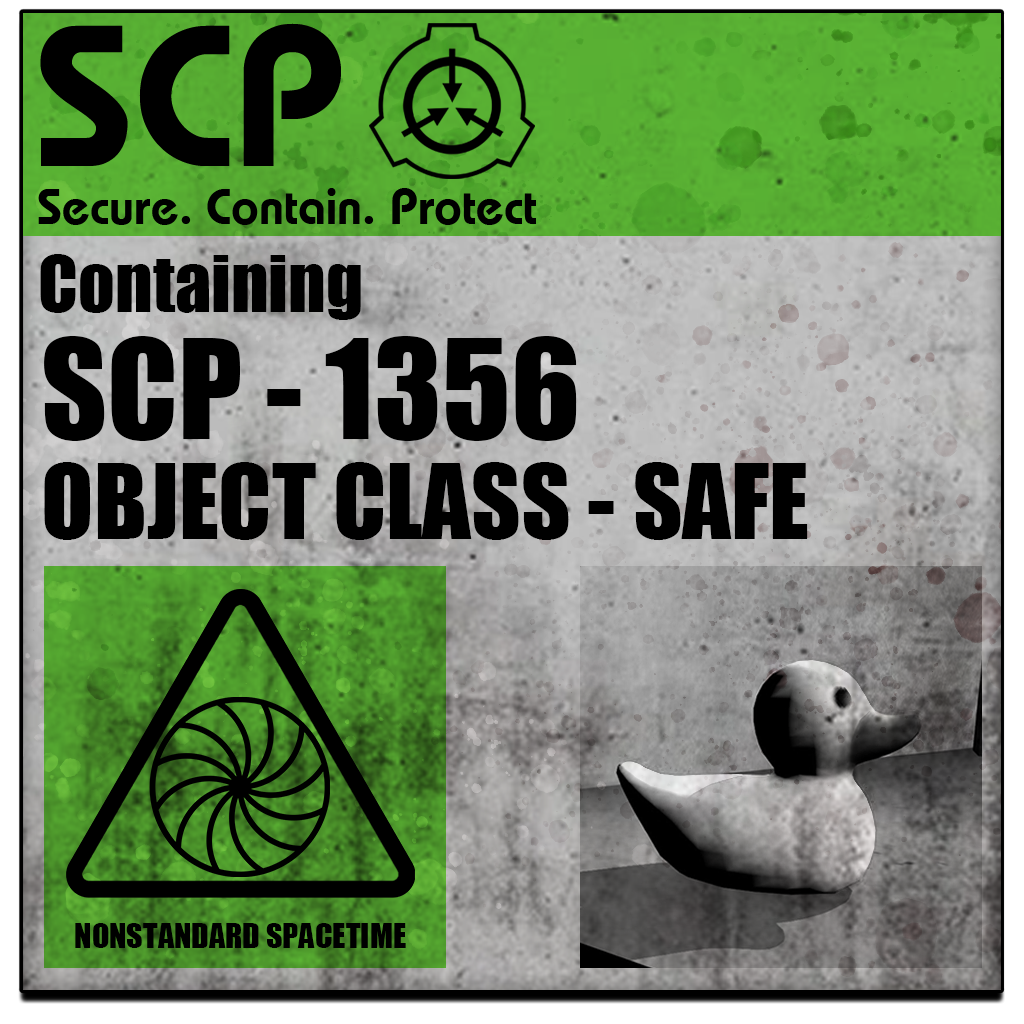 SCP
Secure. Contain. Protect
Containing
SCP - 1356
OBJECT CLASS - SAFE
NONSTANDARD SPACETIME